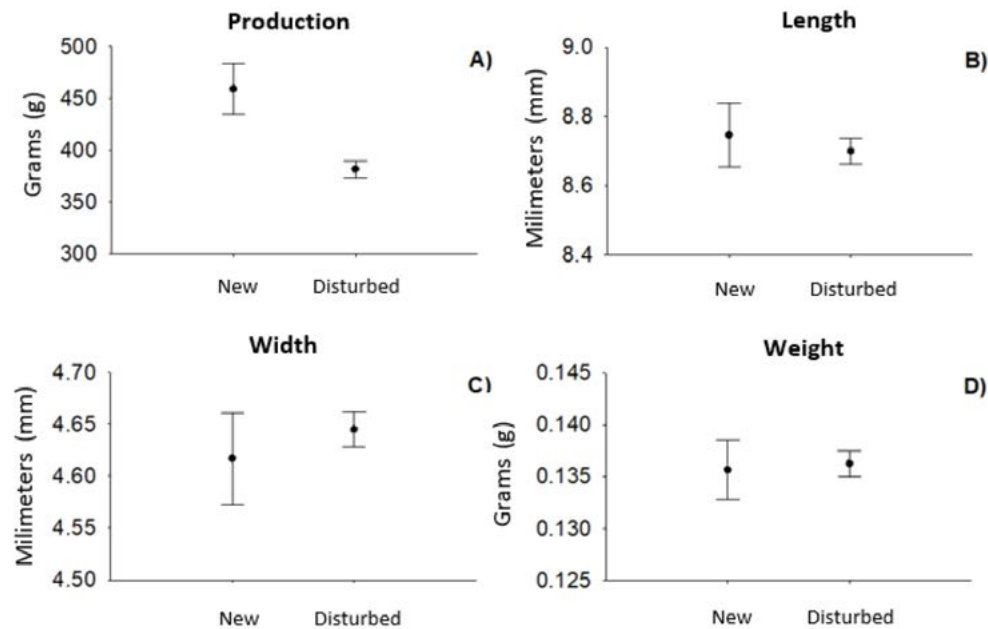 Production
A)
Grams (g)
500
450
400
350
300
New Disturbed
Length
B)
Milimeters (mm)
9.0
8.8
8.6
8.4
New Disturbed
Width
C)
Milimeters (mm)
4.70
4.65
4.60
4.55
4.50
New Disturbed
Weight
D)
Grams (g)
0.145
0.140
0.135
0.130
0.125
New Disturbed